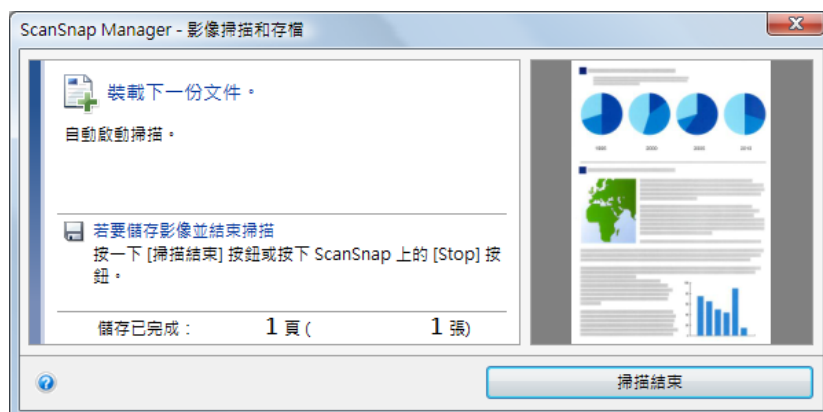 ScanSnap Manager - 影像掃描和存檔
裝載下一份文件。
自動啟動掃描。
若要儲存影像並結束掃描
按一下 [掃描結束] 按鈕或按下 ScanSnap 上的 [Stop] 按
鈕。
儲存已完成： 1 頁 ( 1 張)
掃描結束